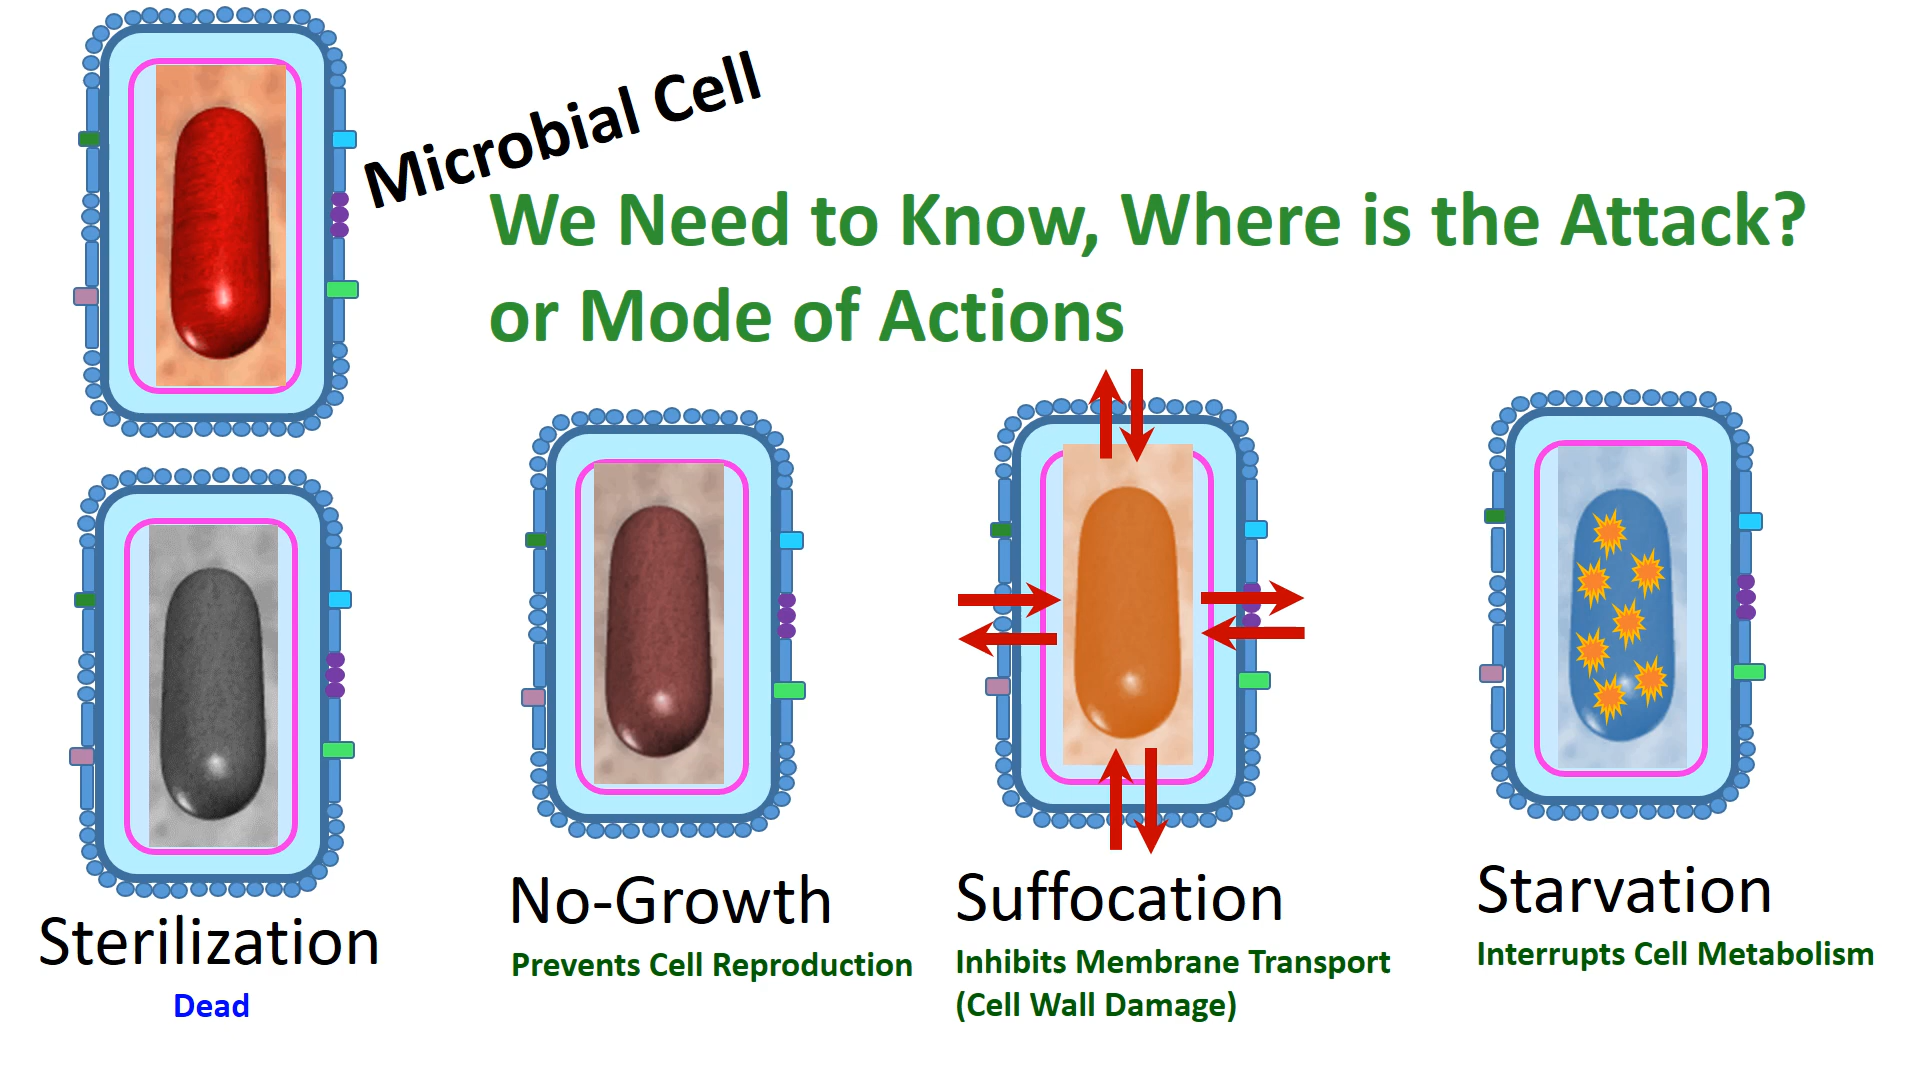 Microbial Cell
We Need to Know, Where is the Attack?
or Mode of Actions
Sterilization
Dead
No-Growth
Prevents Cell Reproduction
Suffocation
Inhibits Membrane Transport
(Cell Wall Damage)
Starvation
Interrupts Cell Metabolism